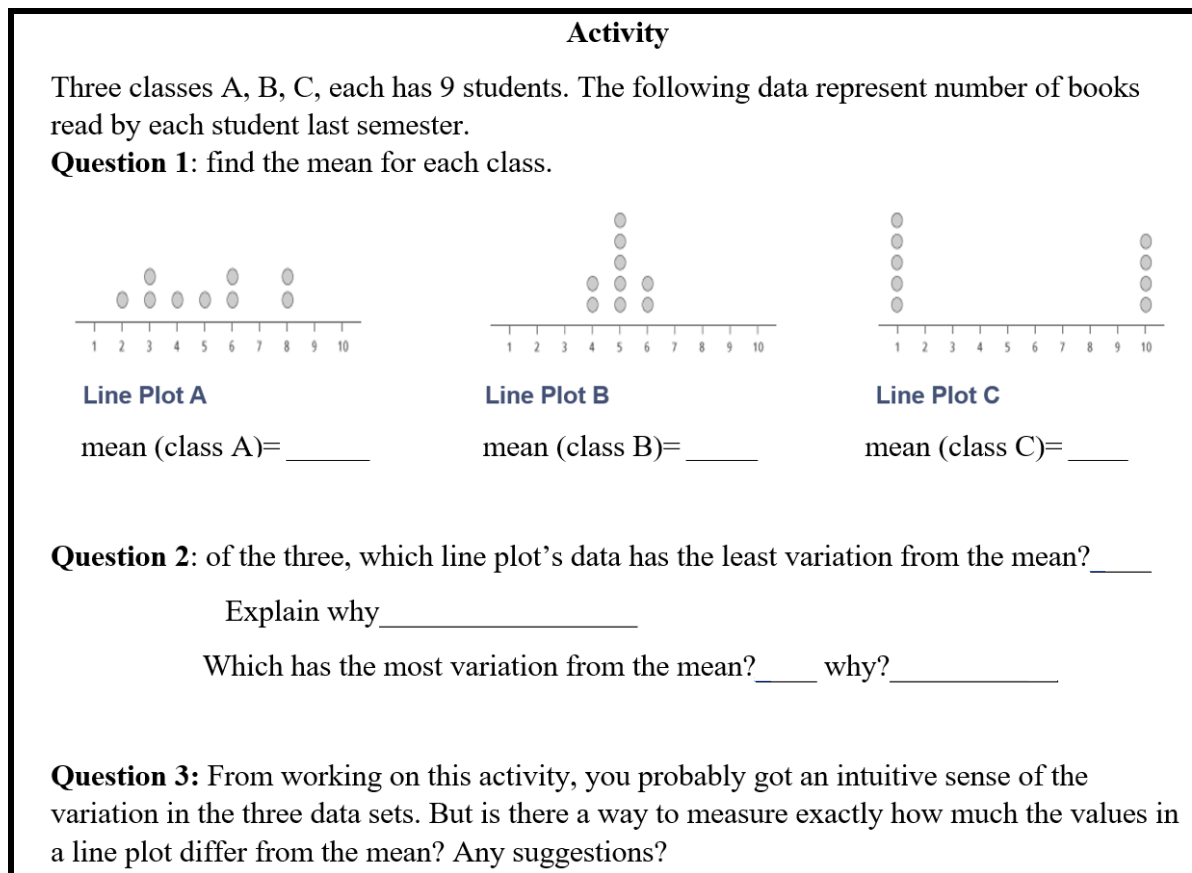 Activity
Three classes A, B, C, each has 9 students. The following data represent number of books
read by each student last semester.
Question 1: find the mean for each class.
1 2 3 4 5 6 7 8 9 10
1 2 3 4 5 6 7 8 9 10
1 2 3 4 5 6 7 8 9 10
Line Plot A
Line Plot B
Line Plot C
mean (class A)=______
mean (class B)=_____
mean (class C)=____
Question 2: of the three, which line plot’s data has the least variation from the mean?____
Explain why__________________
Which has the most variation from the mean?____ why?____________
Question 3: From working on this activity, you probably got an intuitive sense of the
variation in the three data sets. But is there a way to measure exactly how much the values in
a line plot differ from the mean? Any suggestions?